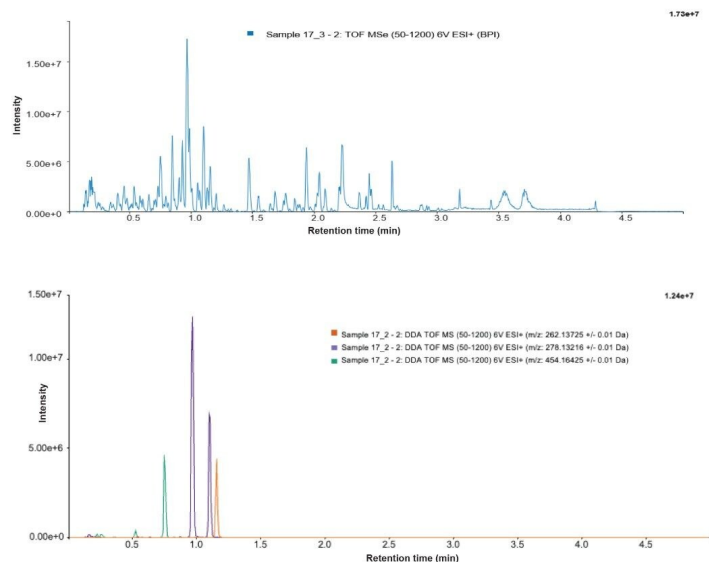 1.73e+7
Sample 17_3 - 2: TOF MSe (50-1200) 6V ESI+ (BPI)
1.50e+7
1.00e+7
5.00e+6
0.00e+0
Intensity
0.5 1.0 1.5 2.0 2.5 3.0 3.5 4.0 4.5
Retention time (min)
1.50e+7
1.24e+7
Sample 17_2 - 2: DDA TOF MS (50-1200) 6V ESI+ (m/z: 262.13725 +/- 0.01 Da)
Sample 17_2 - 2: DDA TOF MS (50-1200) 6V ESI+ (m/z: 278.13216 +/- 0.01 Da)
Sample 17_2 - 2: DDA TOF MS (50-1200) 6V ESI+ (m/z: 454.16425 +/- 0.01 Da)
1.00e+7
5.00e+6
0.00e+0
Intensity
0.5 1.0 1.5 2.0 2.5 3.0 3.5 4.0 4.5
Retention time (min)